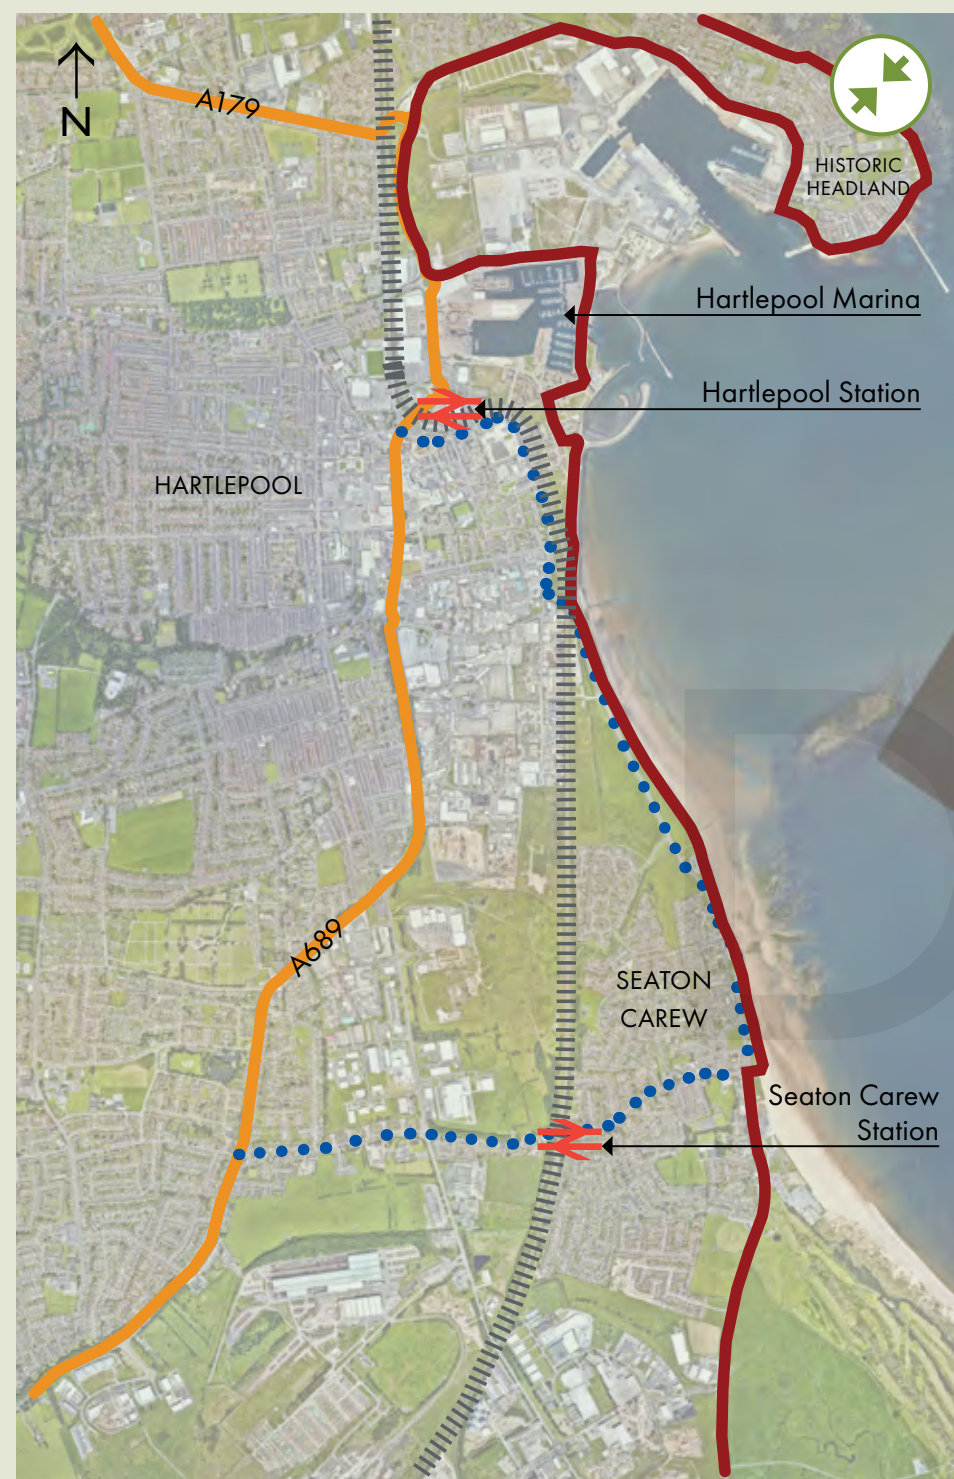 A179
N
HISTORIC
HEADLAND
Hartlepool Marina
Hartlepool Station
HARTLEPOOL
A689
SEATON
CAREW
Seaton Carew
Station